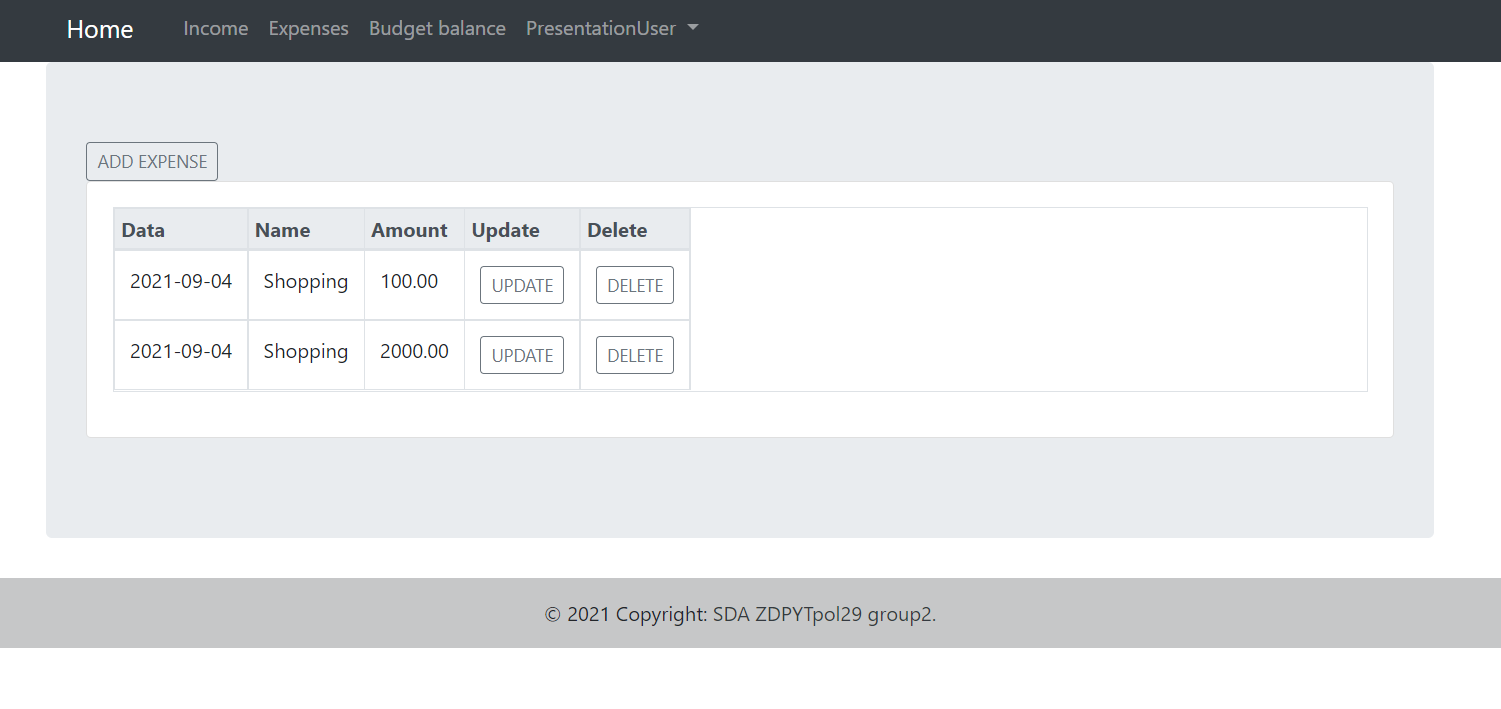 Home Income Expenses Budget balance PresentationUser
ADD EXPENSE
Data Name Amount Update Delete
2021-09-04 Shopping 100.00 UPDATE DELETE
2021-09-04 Shopping 2000.00 UPDATE DELETE
© 2021 Copyright: SDA ZDPYTpol29 group2.